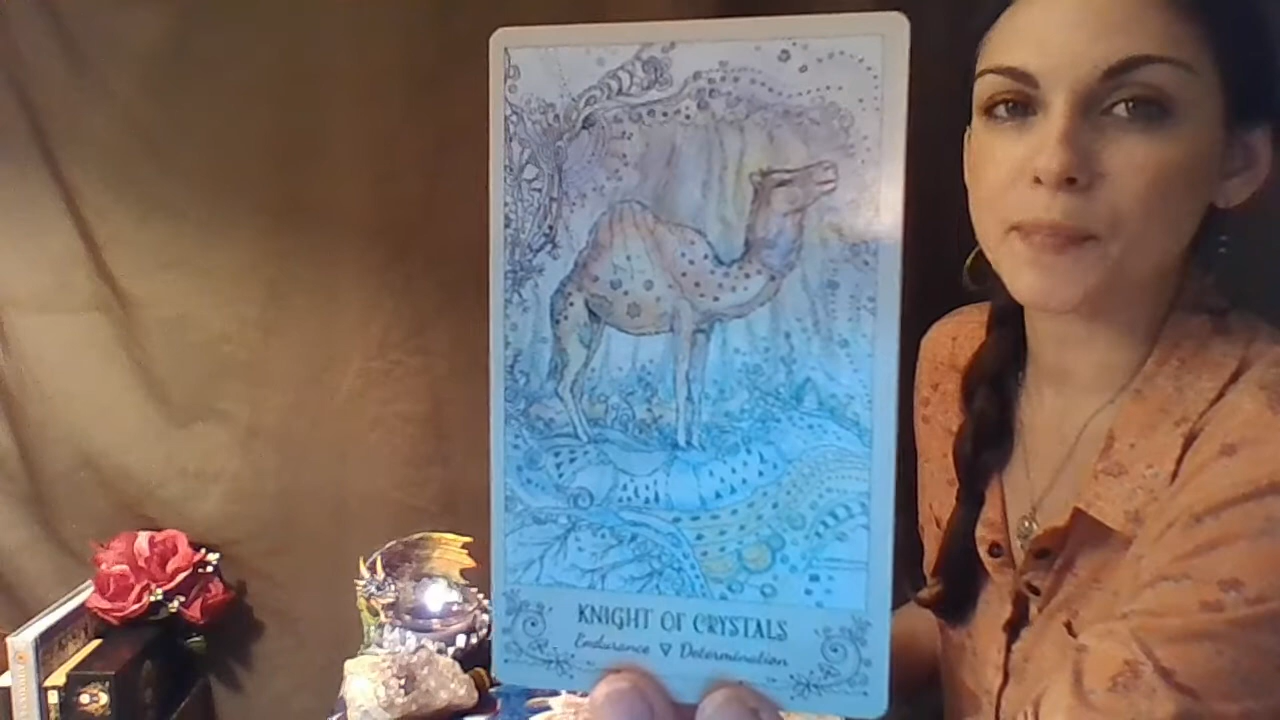 KNIGHT OF CRYSTALS
Endurance ▽ Determination